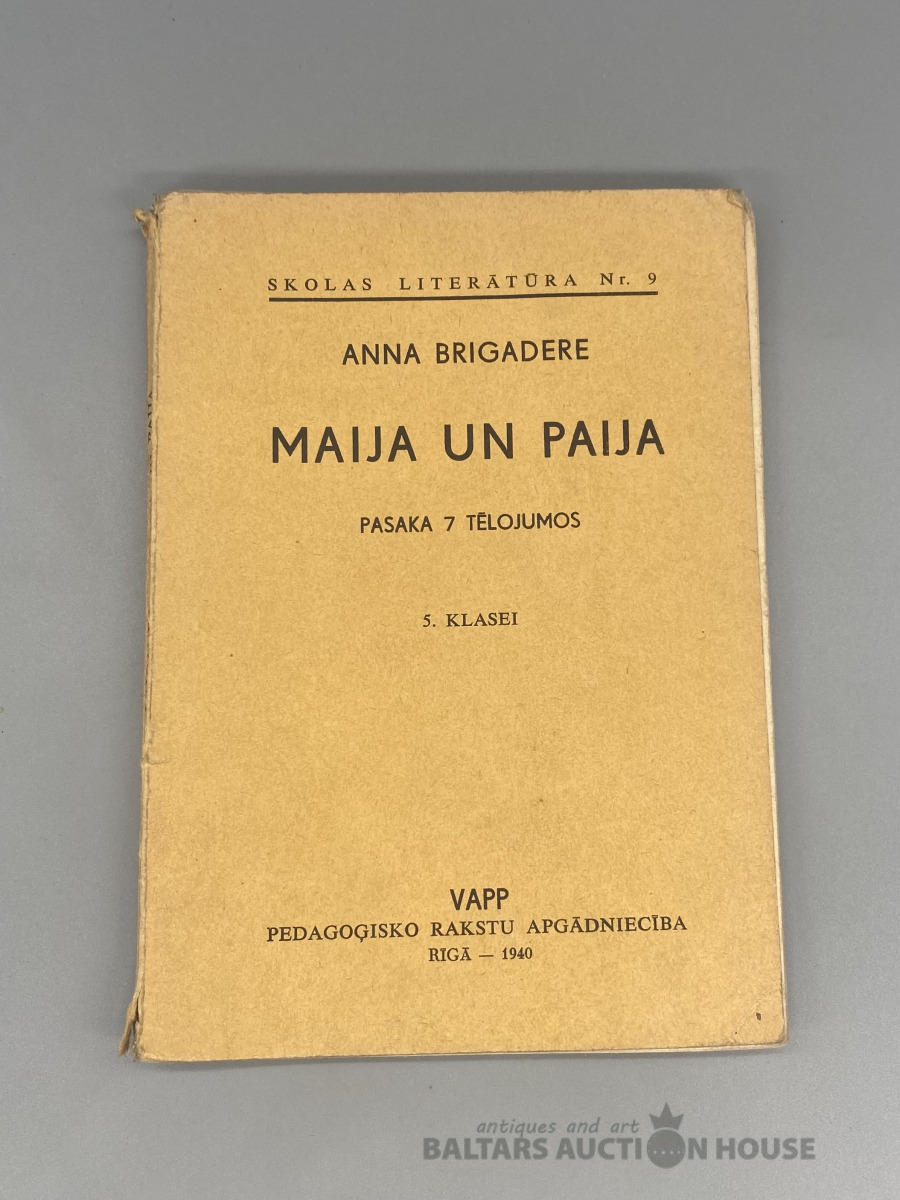 SKOLAS LITERĀTŪRA Nr. 9
ANNA BRIGADERE
MAIJA UN PAIJA
PASAKA 7 TĒLOJUMOS
5. KLASEI
VAPP
PEDAGOĢISKO RAKSTU APGĀDNIECĪBA
RĪGĀ — 1940
antiques and art
BALTARS AUCTION HOUSE